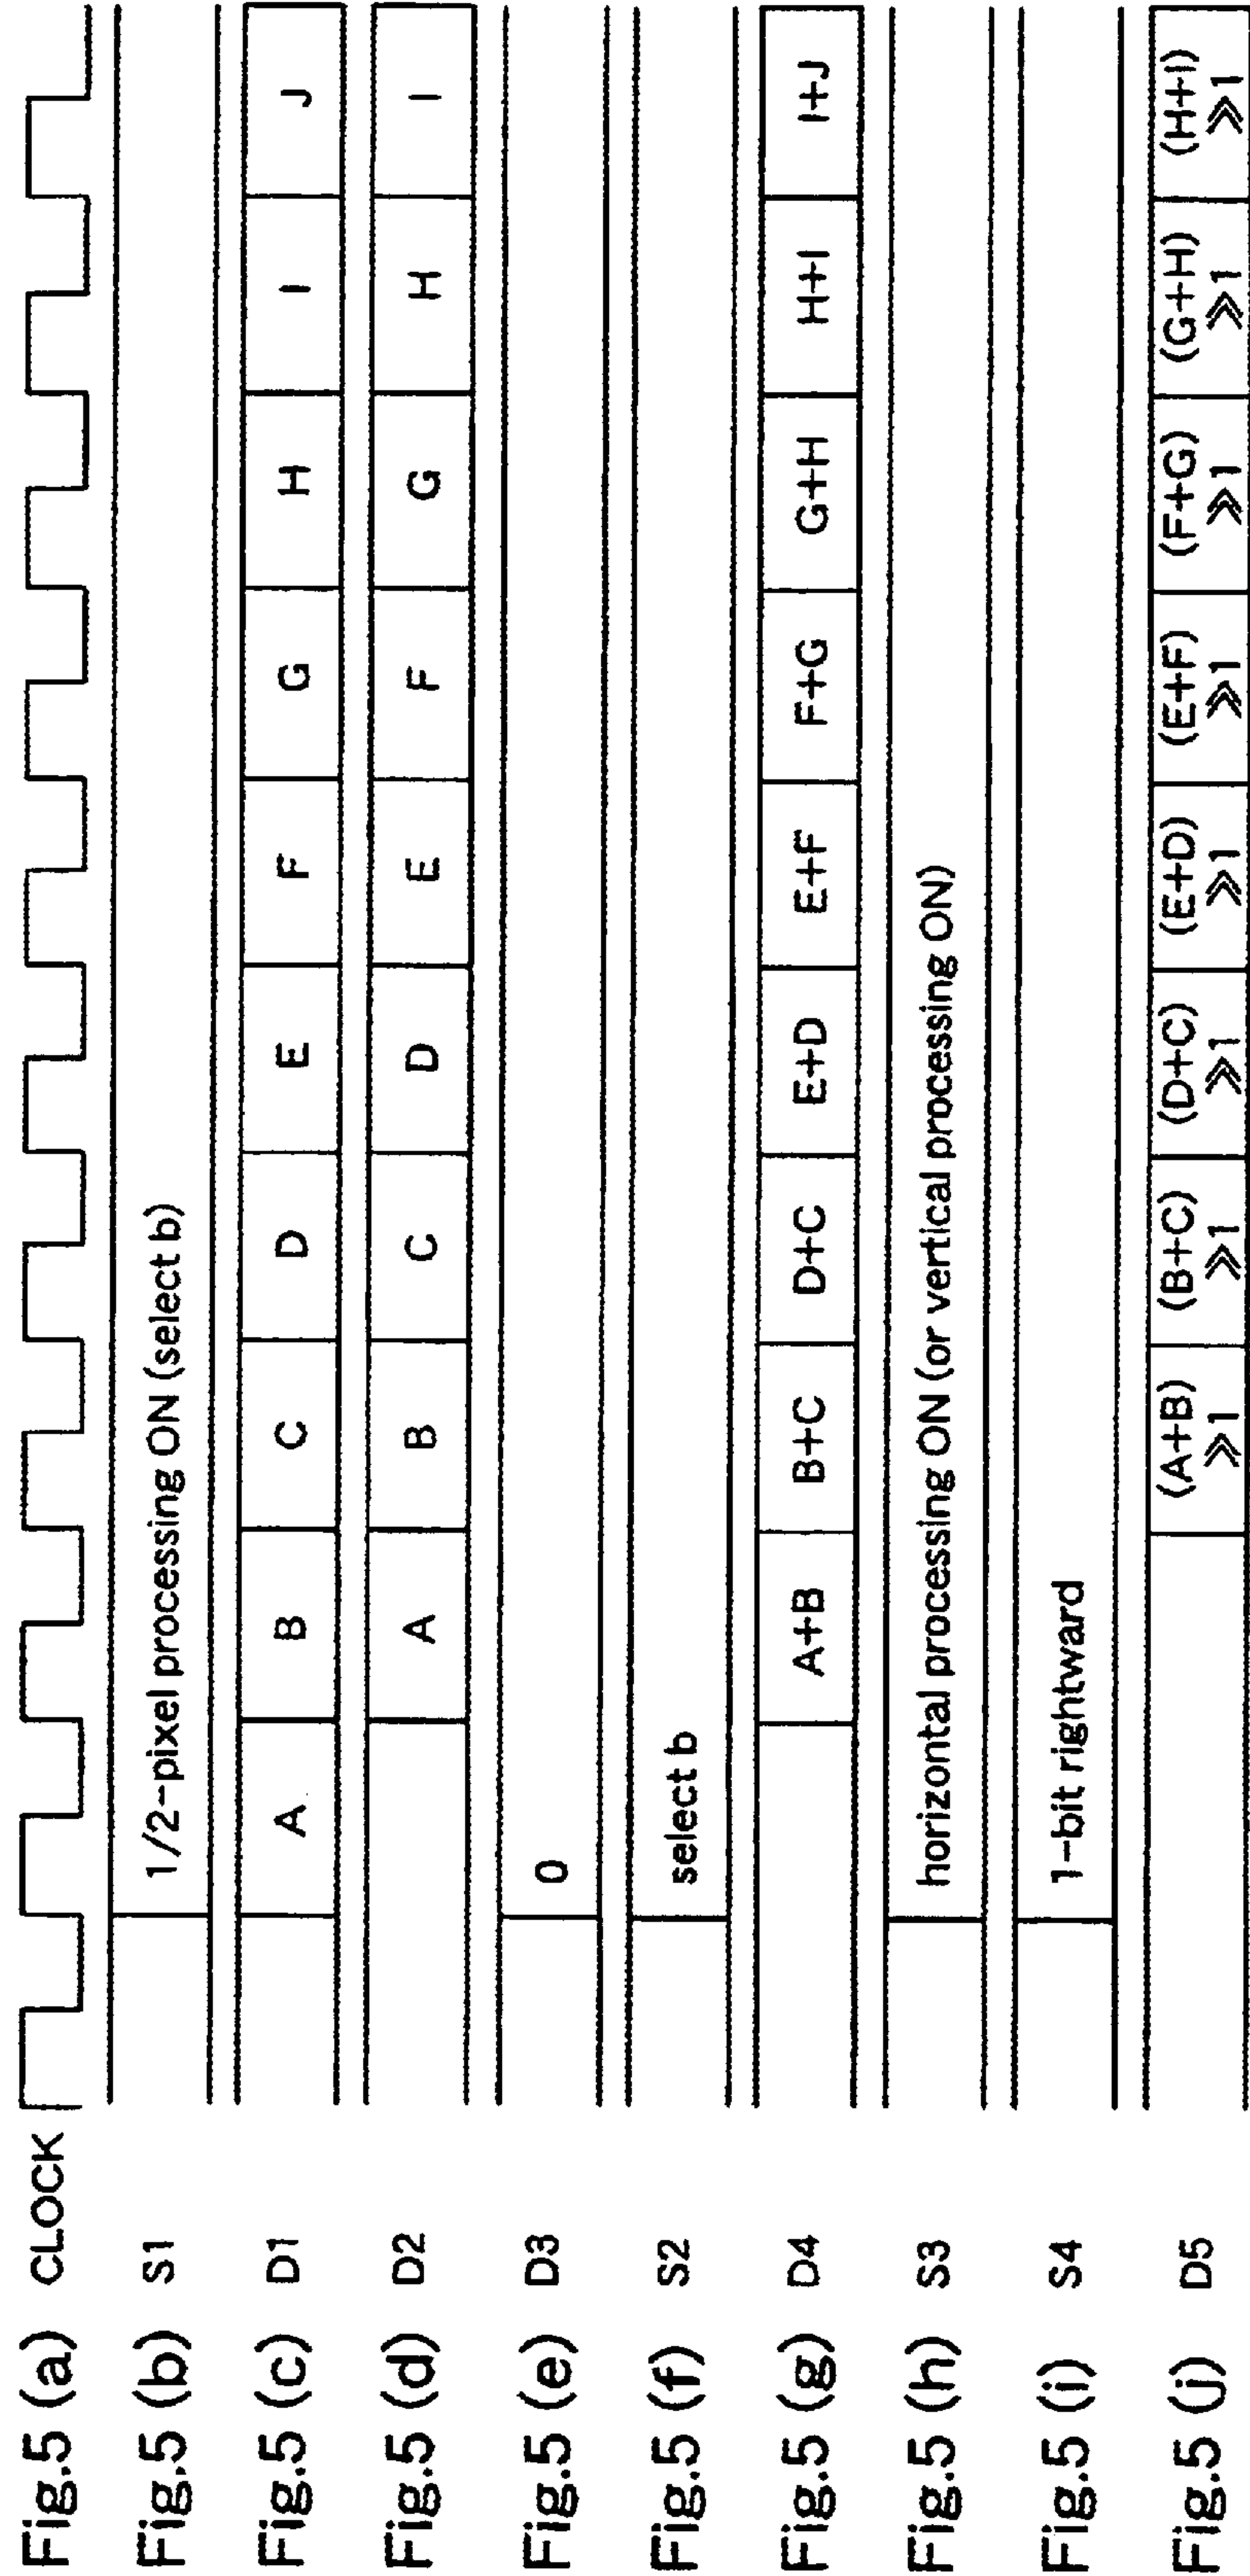 Fig.5 (a) CLOCK
Fig.5 (b) S1 1/2-pixel processing ON (select b)
Fig.5 (c) D1 A B C D E F G H I J
Fig.5 (d) D2 A B C D E F G H I
Fig.5 (e) D3 0
Fig.5 (f) S2 select b
Fig.5 (g) D4 A+B B+C D+C E+D E+F F+G G+H H+I I+J
Fig.5 (h) S3 horizontal processing ON (or vertical processing ON)
Fig.5 (i) S4 1-bit rightward
Fig.5 (j) D5 (A+B) (B+C) (D+C) (E+D) (E+F) (F+G) (G+H) (H+I)
≫1 ≫1 ≫1 ≫1 ≫1 ≫1 ≫1 ≫1